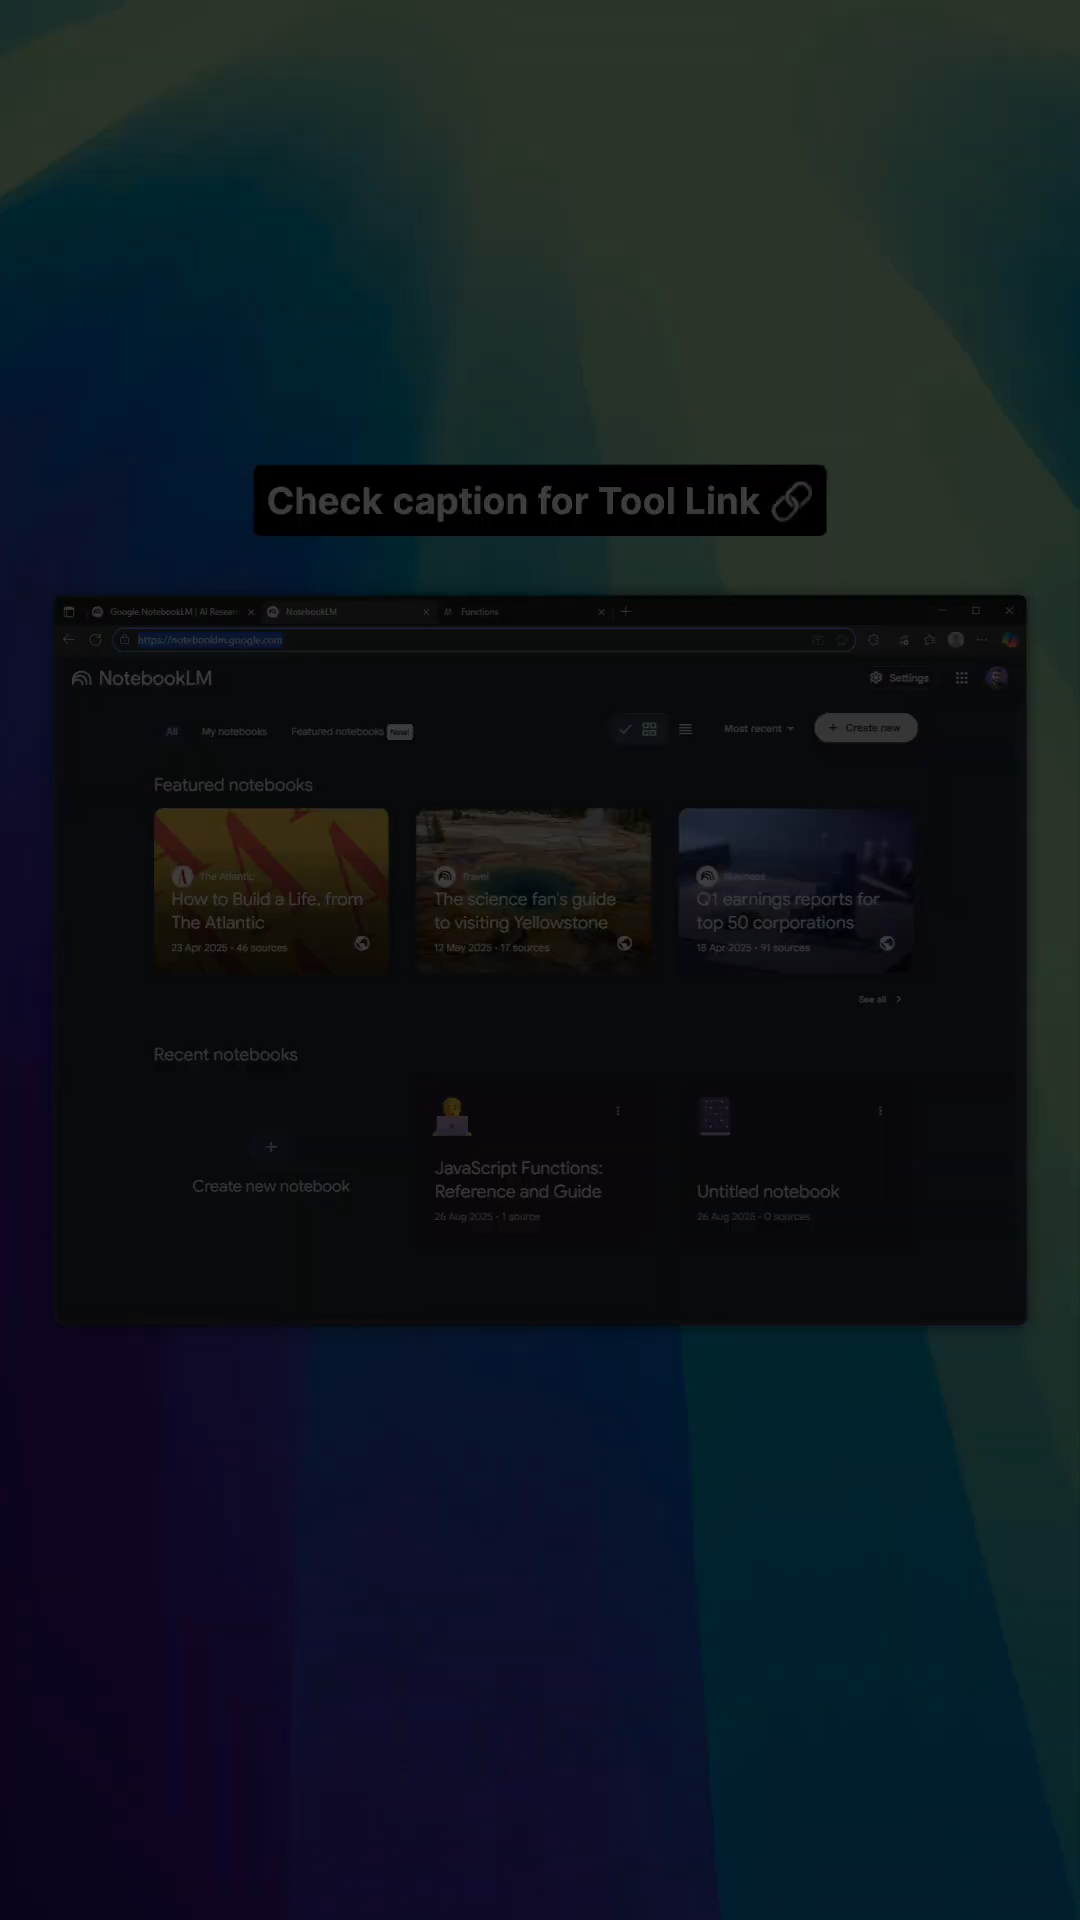 Check caption for Tool Link
Google NotebookLM | AI Resear
NotebookLM
Functions
https://notebooklm.google.com
NotebookLM
Settings
All
My notebooks
Featured notebooks
New!
Most recent
Create new
Featured notebooks
The Atlantic
How to Build a Life, from
The Atlantic
23 Apr 2025 · 46 sources
Travel
The science fan's guide
to visiting Yellowstone
12 May 2025 · 17 sources
Business
Q1 earnings reports for
top 50 corporations
18 Apr 2025 · 91 sources
See all
Recent notebooks
Create new notebook
JavaScript Functions:
Reference and Guide
26 Aug 2025 · 1 source
Untitled notebook
26 Aug 2025 · 0 sources